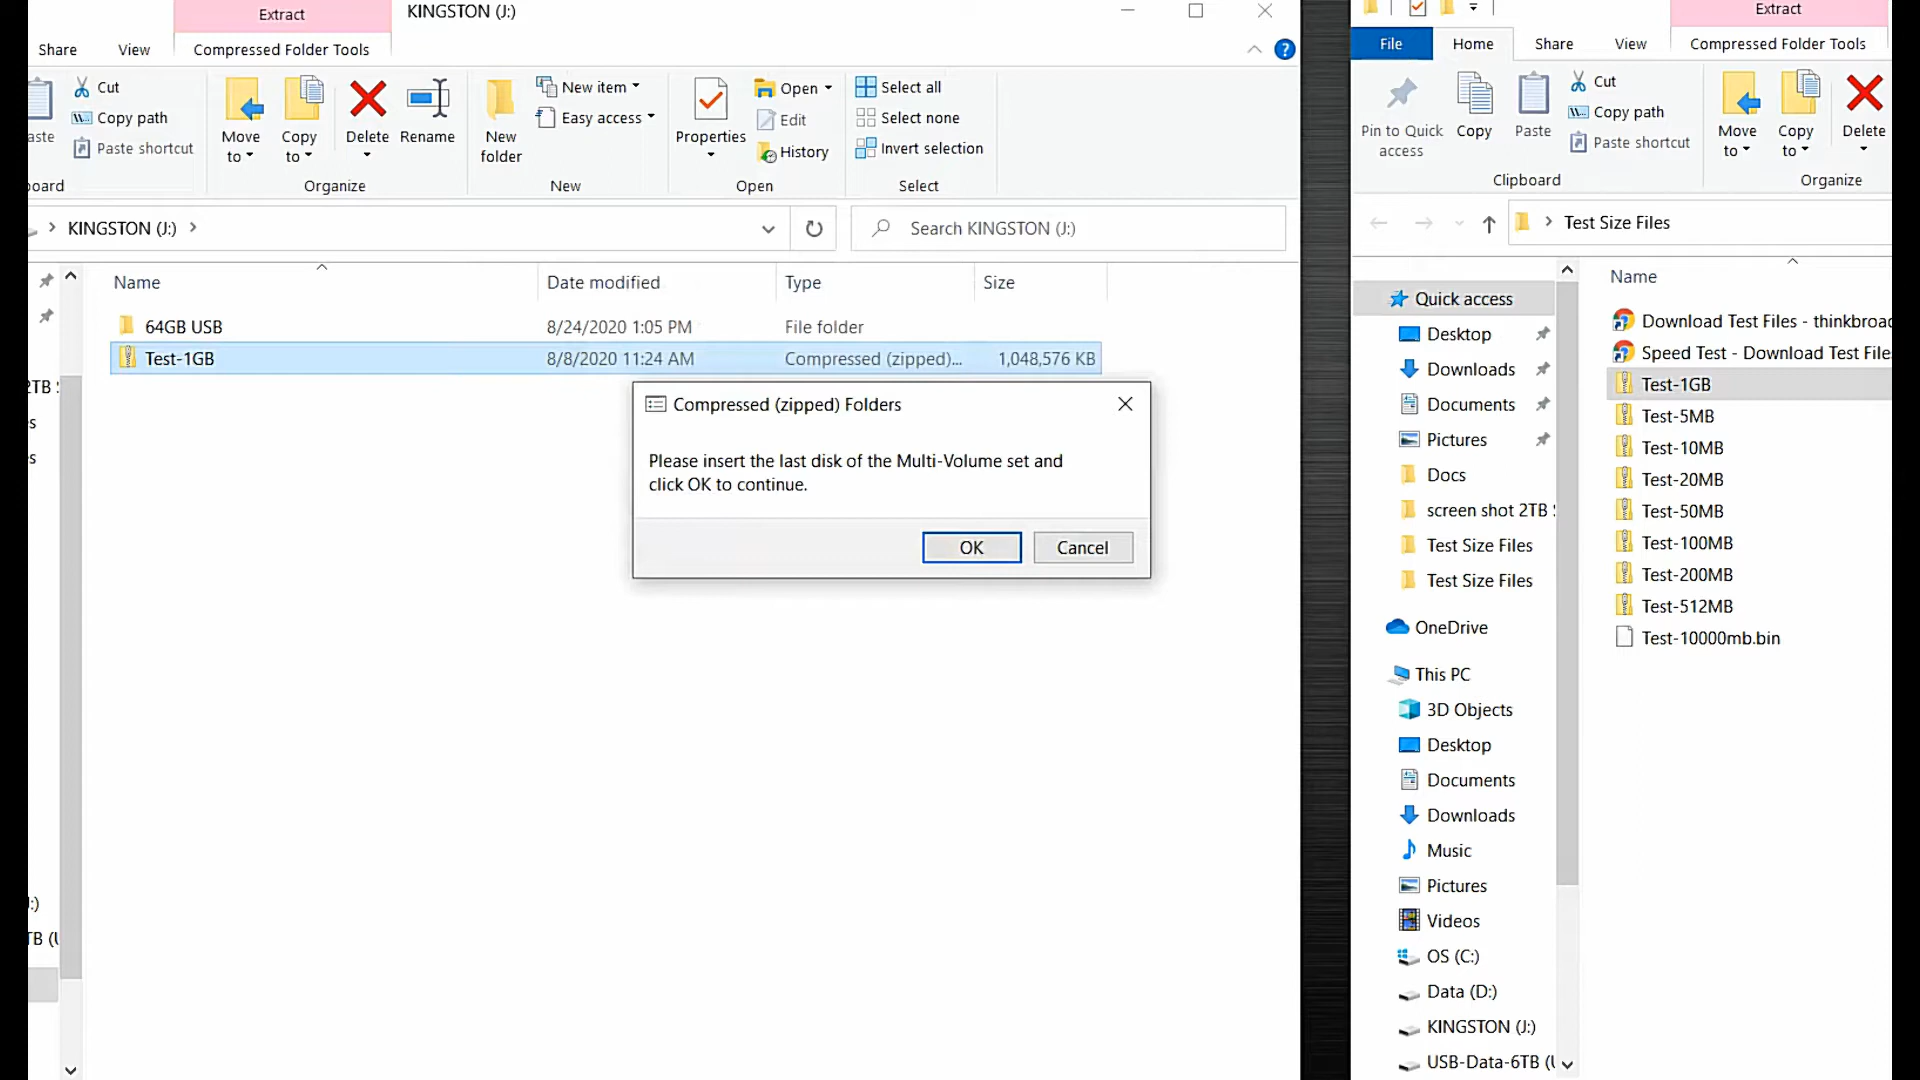 Extract
KINGSTON (J:)
Share
View
Compressed Folder Tools
Cut
Copy path
Paste shortcut
Move to
Copy to
Delete
Rename
New folder
New item
Easy access
Properties
Open
Edit
History
Select all
Select none
Invert selection
Organize
New
Open
Select
KINGSTON (J:)
Search KINGSTON (J:)
Name
Date modified
Type
Size
64GB USB
8/24/2020 1:05 PM
File folder
Test-1GB
8/8/2020 11:24 AM
Compressed (zipped)...
1,048,576 KB
Compressed (zipped) Folders
Please insert the last disk of the Multi-Volume set and
click OK to continue.
OK
Cancel
Extract
File
Home
Share
View
Compressed Folder Tools
Pin to Quick
access
Copy
Paste
Cut
Copy path
Paste shortcut
Move
to
Copy
to
Delete
Clipboard
Organize
Test Size Files
Quick access
Desktop
Downloads
Documents
Pictures
Docs
screen shot 2TB
Test Size Files
Test Size Files
OneDrive
This PC
3D Objects
Desktop
Documents
Downloads
Music
Pictures
Videos
OS (C:)
Data (D:)
KINGSTON (J:)
USB-Data-6TB (
Name
Download Test Files - thinkbroad
Speed Test - Download Test Files
Test-1GB
Test-5MB
Test-10MB
Test-20MB
Test-50MB
Test-100MB
Test-200MB
Test-512MB
Test-10000mb.bin